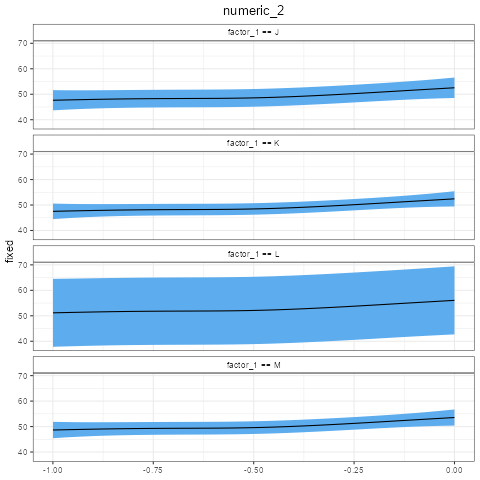 numeric_2
factor_1 == J
70
60
50
40
factor_1 == K
70
60
50
40
fixed
factor_1 == L
70
60
50
40
factor_1 == M
70
60
50
40
-1.00 -0.75 -0.50 -0.25 0.00